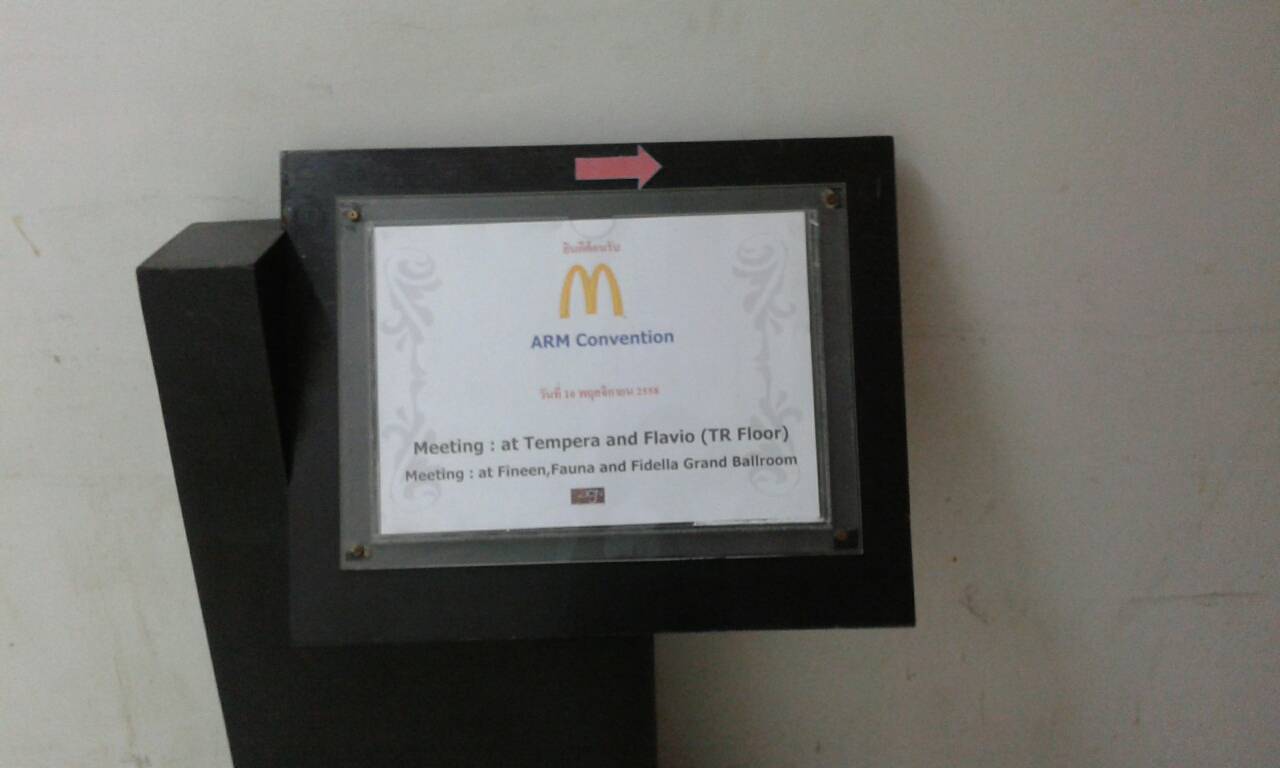 ยินดีต้อนรับ
ARM Convention
วันที่ 10 พฤศจิกายน 2558
Meeting : at Tempera and Flavio (TR Floor)
Meeting : at Fineen,Fauna and Fidella Grand Ballroom